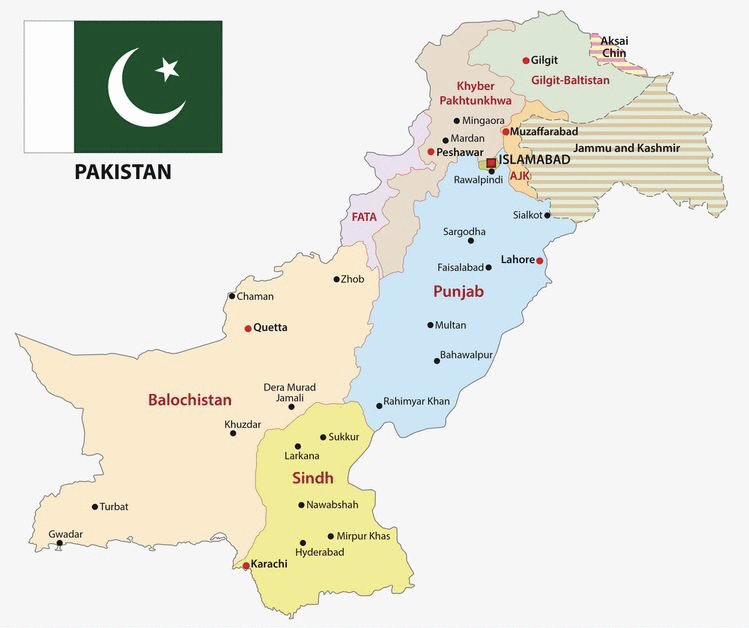 PAKISTAN
Aksai
Chin
Gilgit
Gilgit-Baltistan
Khyber
Pakhtunkhwa
Mingaora
Muzaffarabad
Mardan
Jammu and Kashmir
Peshawar
ISLAMABAD
Rawalpindi
AJK
FATA
Sialkot
Sargodha
Lahore
Faisalabad
Zhob
Punjab
Chaman
Quetta
Multan
Bahawalpur
Dera Murad
Jamali
Balochistan
Rahimyar Khan
Khuzdar
Sukkur
Larkana
Sindh
Turbat
Nawabshah
Gwadar
Mirpur Khas
Hyderabad
Karachi